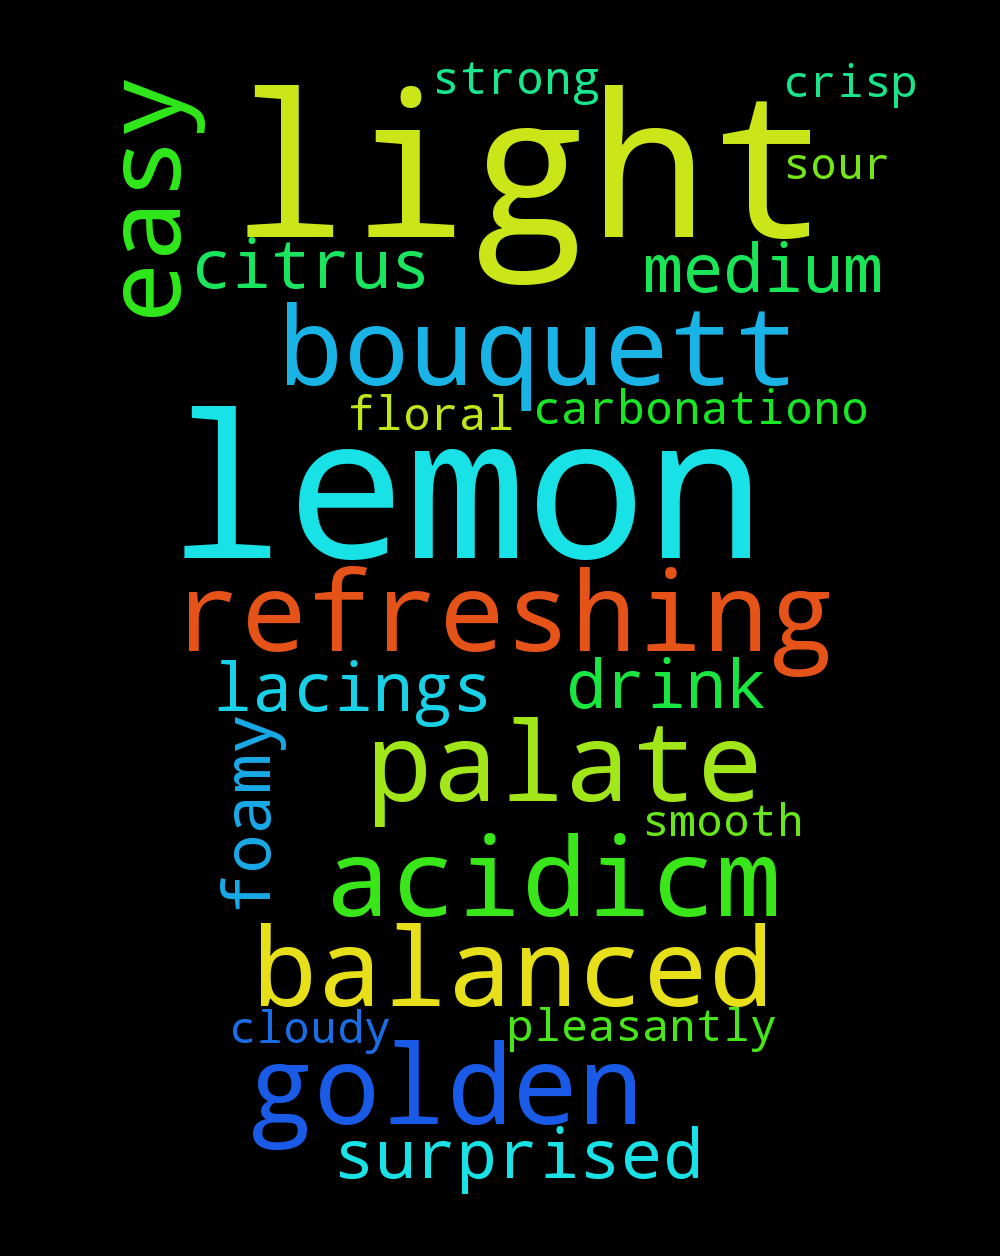 strong
crisp
easy
light
sour
citrus
medium
bouquett
floral
carbonationo
lemon
refreshing
lacings
drink
foamy
palate
smooth
acidicm
balanced
cloudy
pleasantly
golden
surprised